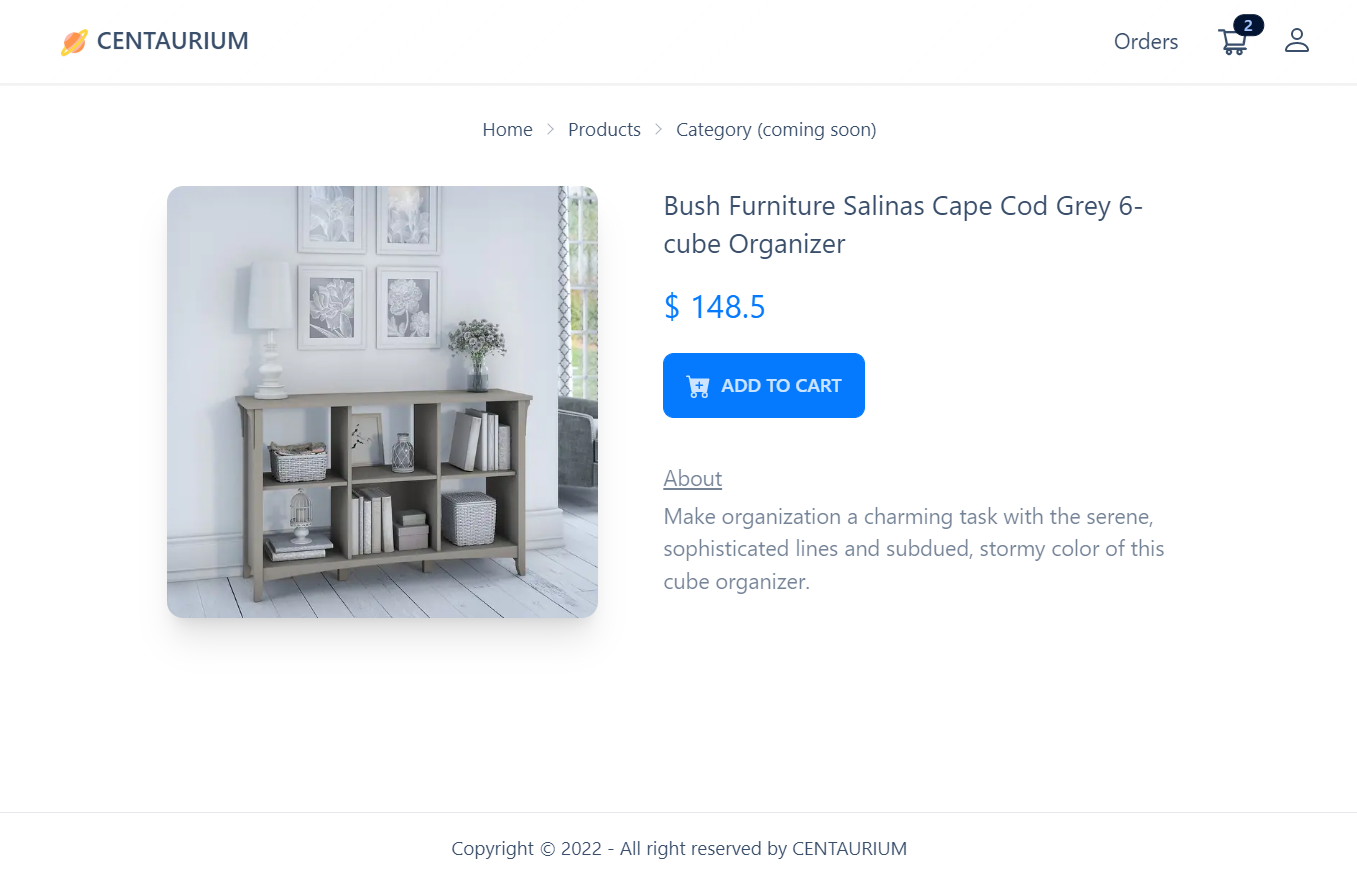 CENTAURIUM
Orders
2
Home
Products
Category (coming soon)
Bush Furniture Salinas Cape Cod Grey 6-
cube Organizer
$ 148.5
ADD TO CART
About
Make organization a charming task with the serene,
sophisticated lines and subdued, stormy color of this
cube organizer.
Copyright © 2022 - All right reserved by CENTAURIUM